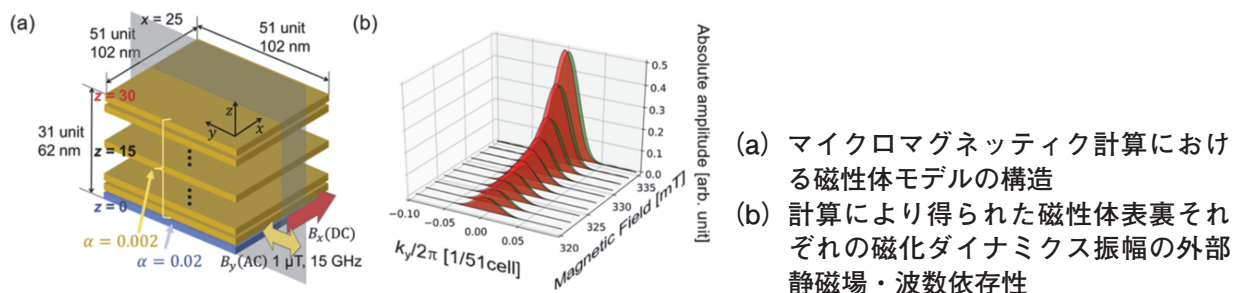 (a)
x = 25
51 unit
102 nm
51 unit
102 nm
z = 30
31 unit
62 nm
z = 15
z = 0
z
y
x
α = 0.002
α = 0.02
B_x(DC)
B_y(AC) 1 μT, 15 GHz
(b)
Absolute amplitude [arb. unit]
0.5
0.4
0.3
0.2
0.1
0.0
-0.10
-0.05
0.00
0.05
k_y/2π [1/51cell]
320
325
330
335
Magnetic Field [mT]
(a) マイクロマグネッティク計算におけ
る磁性体モデルの構造
(b) 計算により得られた磁性体表裏それ
ぞれの磁化ダイナミクス振幅の外部
静磁場・波数依存性